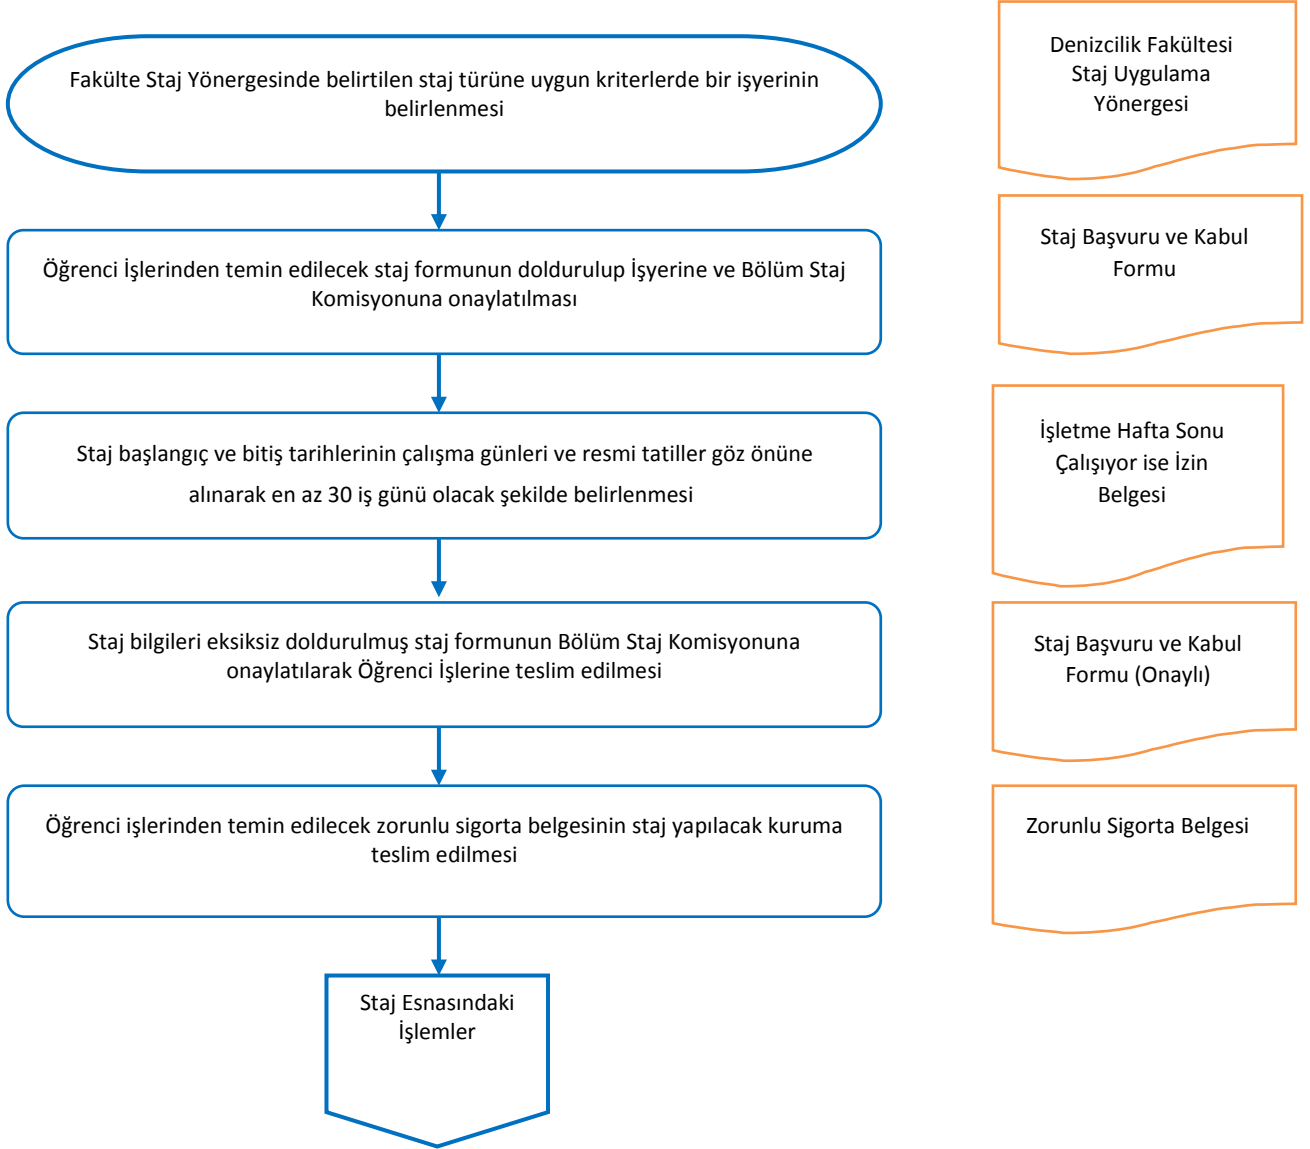 Fakülte Staj Yönergesinde belirtilen staj türüne uygun kriterlerde bir işyerinin
belirlenmesi
Denizcilik Fakültesi
Staj Uygulama
Yönergesi
Öğrenci İşlerinden temin edilecek staj formunun doldurulup İşyerine ve Bölüm Staj
Komisyonuna onaylatılması
Staj Başvuru ve Kabul
Formu
Staj başlangıç ve bitiş tarihlerinin çalışma günleri ve resmi tatiller göz önüne
alınarak en az 30 iş günü olacak şekilde belirlenmesi
İşletme Hafta Sonu
Çalışıyor ise İzin
Belgesi
Staj bilgileri eksiksiz doldurulmuş staj formunun Bölüm Staj Komisyonuna
onaylatılarak Öğrenci İşlerine teslim edilmesi
Staj Başvuru ve Kabul
Formu (Onaylı)
Öğrenci işlerinden temin edilecek zorunlu sigorta belgesinin staj yapılacak kuruma
teslim edilmesi
Zorunlu Sigorta Belgesi
Staj Esnasındaki
İşlemler